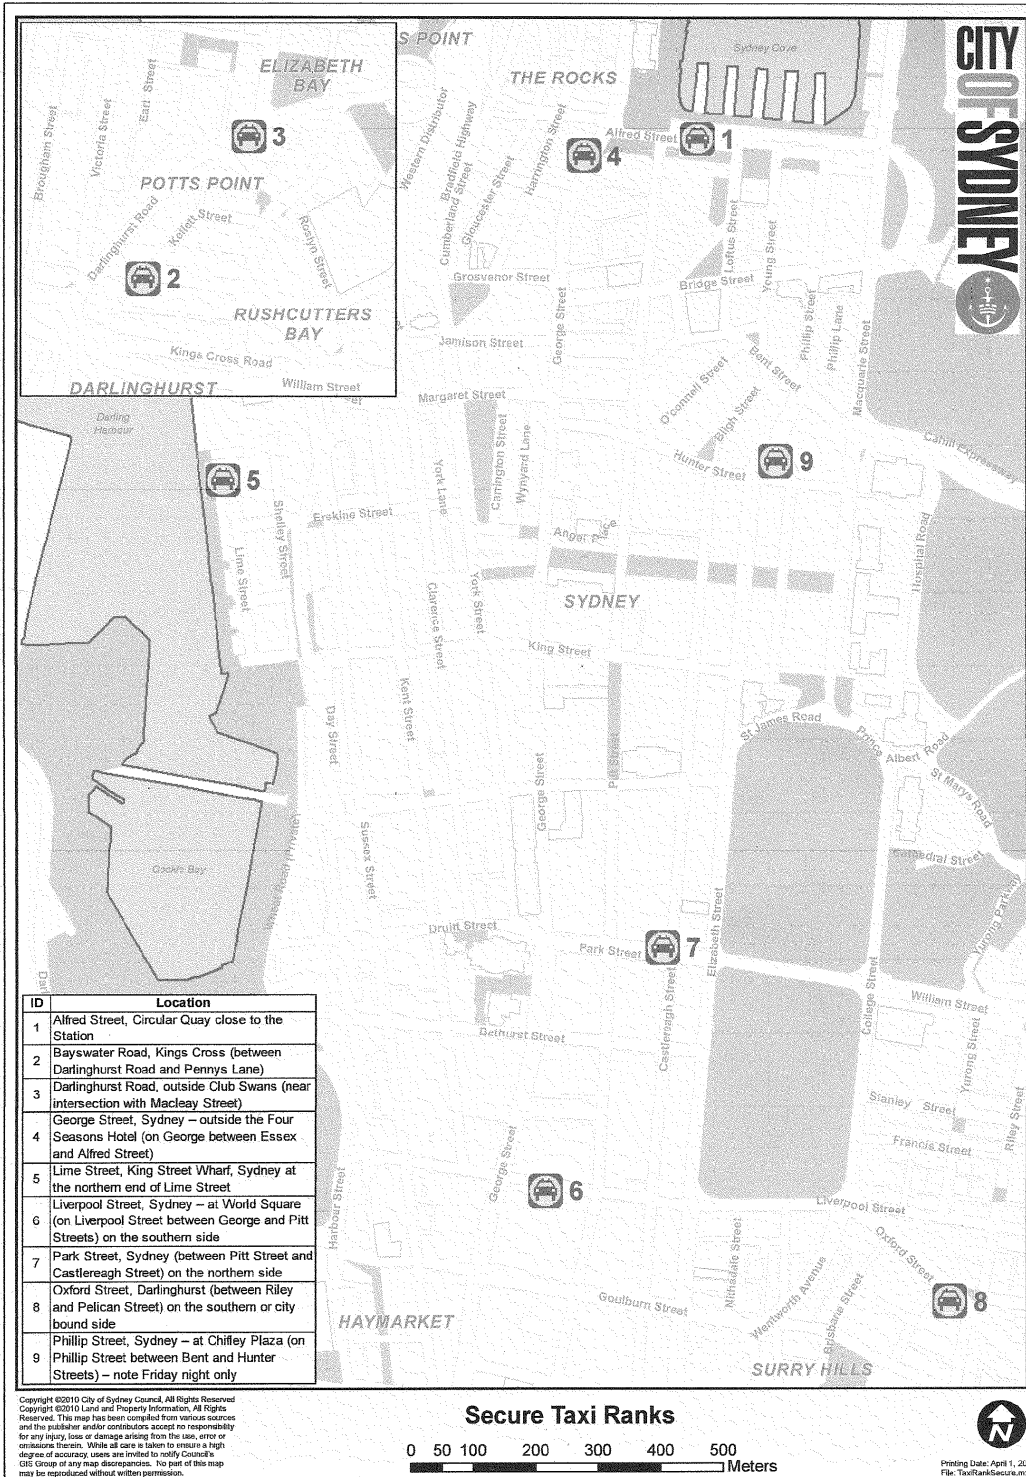 CITY OF SYDNEY
S POINT
Sydney Cove
THE ROCKS
ELIZABETH
BAY
Earl Street
Victoria Street
Brougham Street
3
POTTS POINT
Kellett Street
Darlinghurst Road
Roslyn Street
2
RUSHCUTTERS
BAY
Kings Cross Road
William Street
DARLINGHURST
Western Distributor
Bradfield Highway
Cumberland Street
Gloucester Street
Harrington Street
Alfred Street
1
4
Loftus Street
Young Street
Grosvenor Street
Bridge Street
George Street
Phillip Street
Phillip Lane
Macquarie Street
Jamison Street
Bent Street
O'connell Street
Bligh Street
Margaret Street
Darling
Harbour
Cahill Expressway
Hunter Street
9
5
Carrington Street
Wynyard Lane
York Lane
Shelley Street
Erskine Street
Angel Place
Hospital Road
Lime Street
York Street
Clarence Street
SYDNEY
King Street
Kent Street
Day Street
St James Road
Prince
Albert Road
St Marys Road
George Street
Pitt Street
Sussex Street
Cockle Bay
Cathedral Street
Elizabeth Street
Yurong Parkway
Druitt Street
Park Street
7
Castlereagh Street
College Street
William Street
Bathurst Street
Yurong Street
Stanley Street
Francis Street
Riley Street
George Street
6
Harbour Street
Liverpool Street
Oxford Street
Nithsdale Street
Wentworth Avenue
Brisbane Street
8
Goulburn Street
HAYMARKET
SURRY HILLS
ID Location
1 Alfred Street, Circular Quay close to the
Station
2 Bayswater Road, Kings Cross (between
Darlinghurst Road and Pennys Lane)
3 Darlinghurst Road, outside Club Swans (near
intersection with Macleay Street)
4 George Street, Sydney – outside the Four
Seasons Hotel (on George between Essex
and Alfred Street)
5 Lime Street, King Street Wharf, Sydney at
the northern end of Lime Street
6 Liverpool Street, Sydney – at World Square
(on Liverpool Street between George and Pitt
Streets) on the southern side
7 Park Street, Sydney (between Pitt Street and
Castlereagh Street) on the northern side
8 Oxford Street, Darlinghurst (between Riley
and Pelican Street) on the southern or city
bound side
9 Phillip Street, Sydney – at Chifley Plaza (on
Phillip Street between Bent and Hunter
Streets) – note Friday night only
Copyright ©2010 City of Sydney Council, All Rights Reserved
Copyright ©2010 Land and Property Information, All Rights
Reserved. This map has been compiled from various sources
and the publisher and/or contributors accept no responsibility
for any injury, loss or damage arising from the use, error or
omissions therein. While all care is taken to ensure a high
degree of accuracy, users are invited to notify Council's
GIS Group of any map discrepancies. No part of this map
may be reproduced without written permission.
Secure Taxi Ranks
0 50 100 200 300 400 500
Meters
N
Printing Date: April 1, 20
File: TaxiRankSecure.m